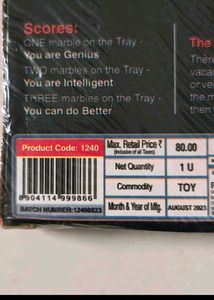 Scores:
ONE marble on the Tray -
You are Genius
TWO marbles on the Tray -
You are Intelligent
THREE marbles on the Tray -
You can do Better
The
Ther
vaca
or ve
the m
Product Code: 1240
8904114999866
BATCH NUMBER:12400823
Max. Retail Price ₹
(Inclusive of all Taxes)
80.00
Net Quantity
1 U
Commodity
TOY
Month & Year of Mfg.
AUGUST 2023